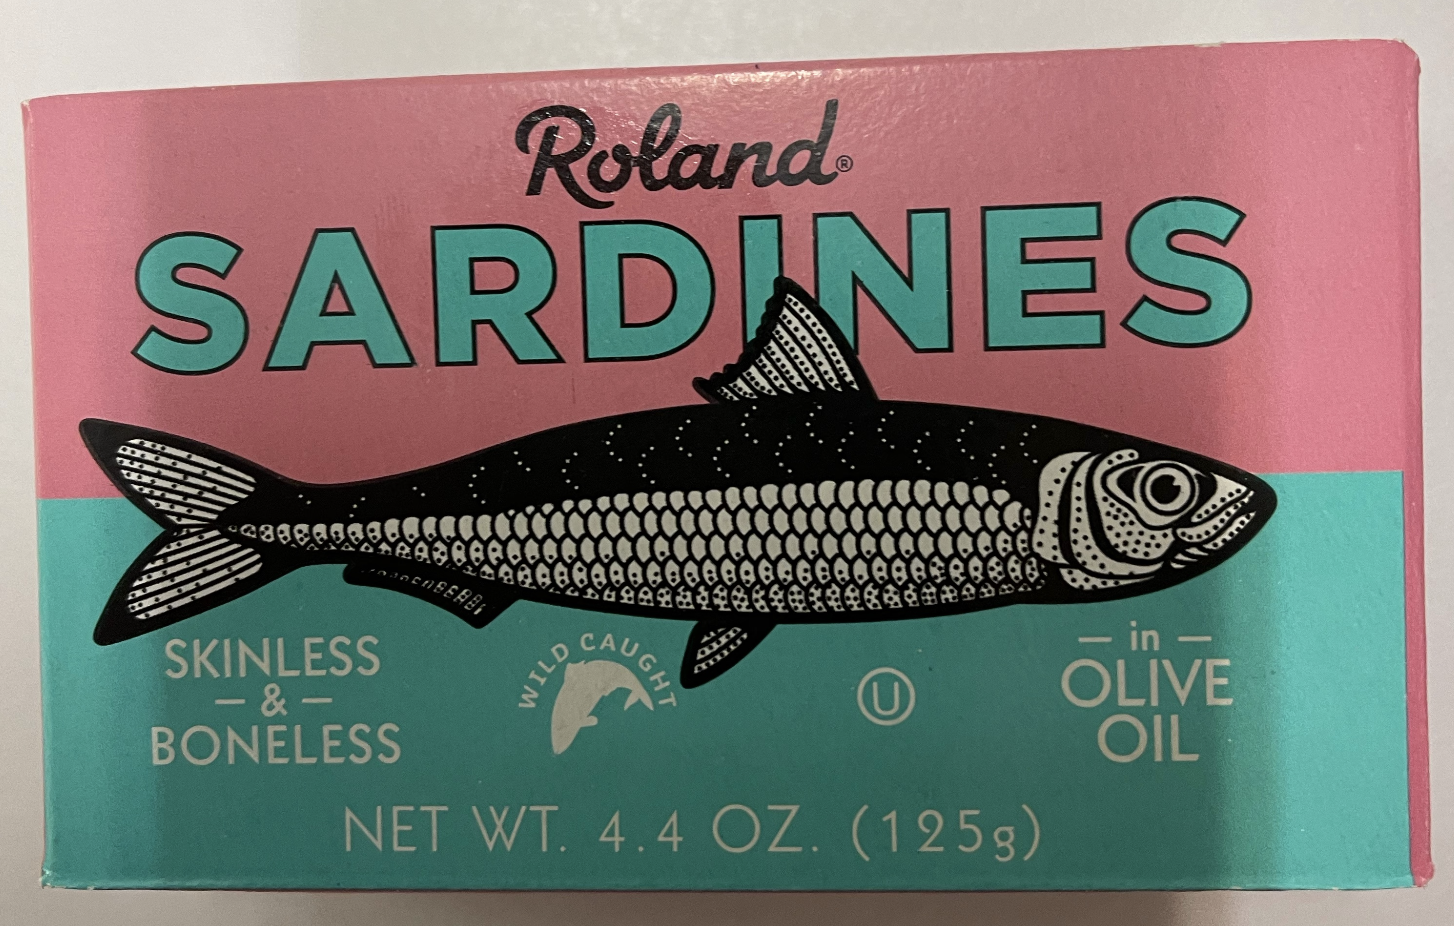 Roland®
SARDINES
SKINLESS
– & –
BONELESS
WILD CAUGHT
U
– in –
OLIVE
OIL
NET WT. 4.4 OZ. (125g)